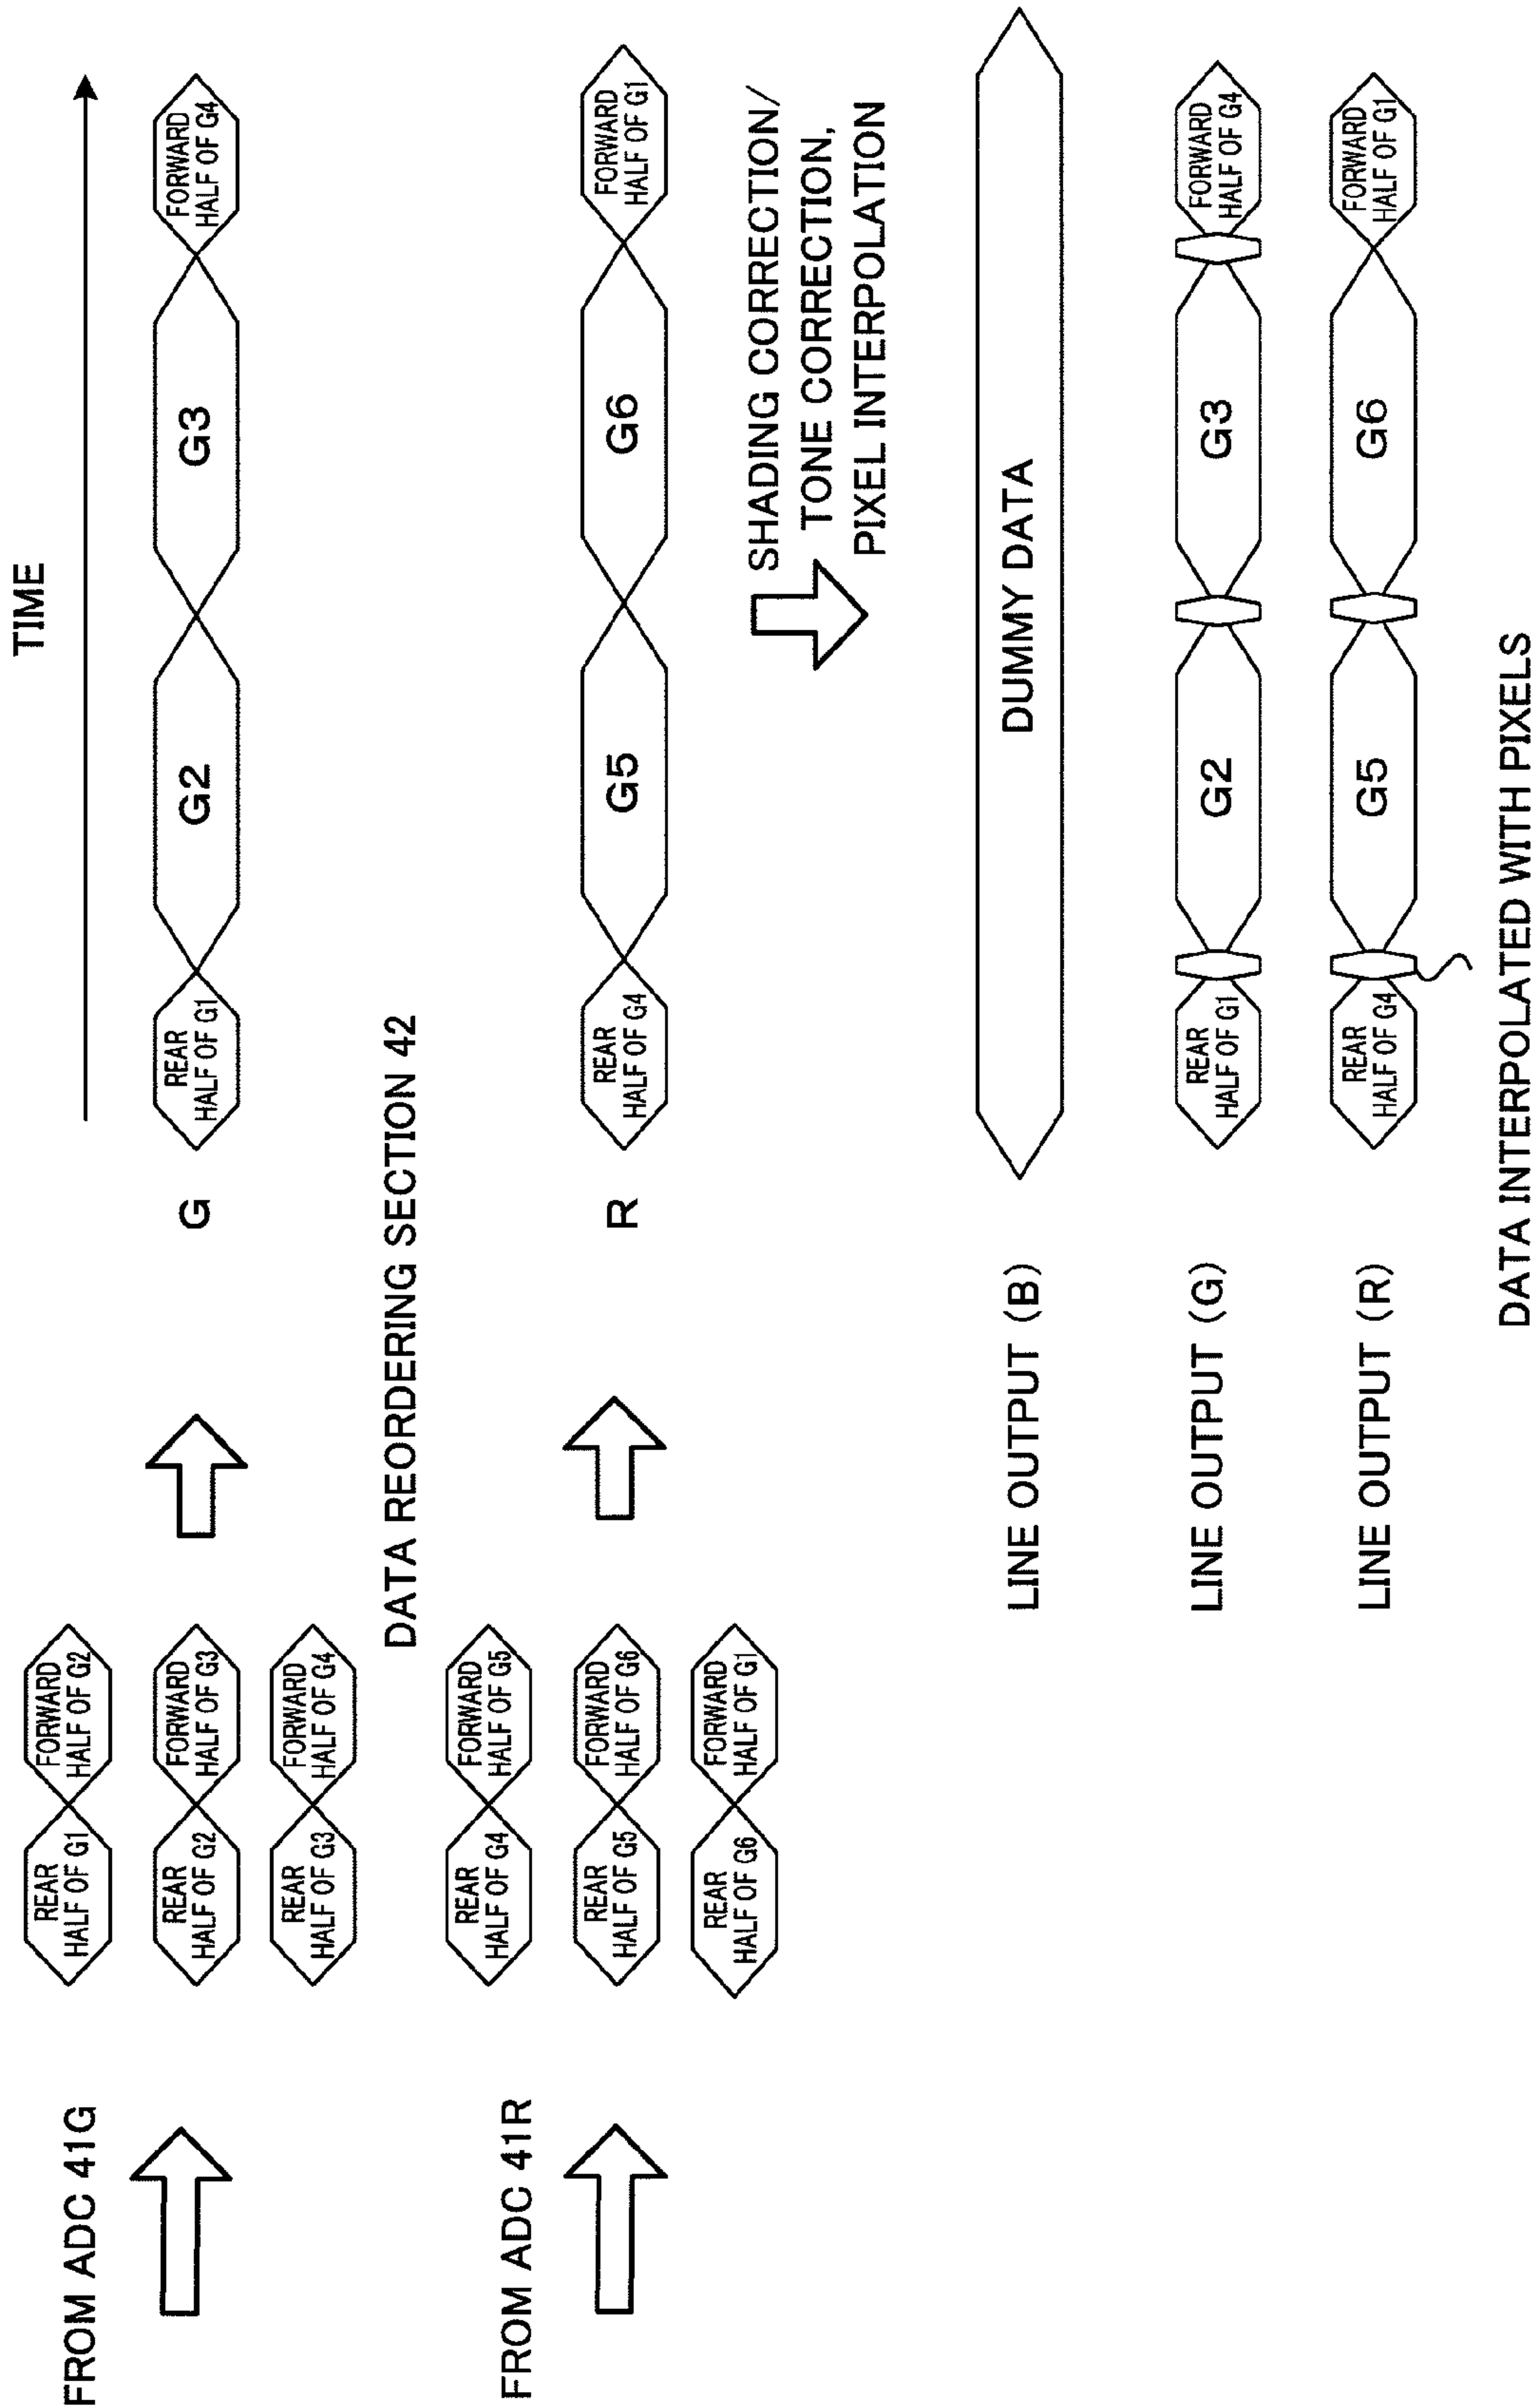 TIME
FROM ADC 41G
REAR
HALF OF G1
FORWARD
HALF OF G2
REAR
HALF OF G2
FORWARD
HALF OF G3
REAR
HALF OF G3
FORWARD
HALF OF G4
G
REAR
HALF OF G1
G2
G3
FORWARD
HALF OF G4
DATA REORDERING SECTION 42
FROM ADC 41R
REAR
HALF OF G4
FORWARD
HALF OF G5
REAR
HALF OF G5
FORWARD
HALF OF G6
REAR
HALF OF G6
FORWARD
HALF OF G1
R
REAR
HALF OF G4
G5
G6
FORWARD
HALF OF G1
SHADING CORRECTION/
TONE CORRECTION,
PIXEL INTERPOLATION
LINE OUTPUT (B)
DUMMY DATA
LINE OUTPUT (G)
REAR
HALF OF G1
G2
G3
FORWARD
HALF OF G4
LINE OUTPUT (R)
REAR
HALF OF G4
G5
G6
FORWARD
HALF OF G1
DATA INTERPOLATED WITH PIXELS